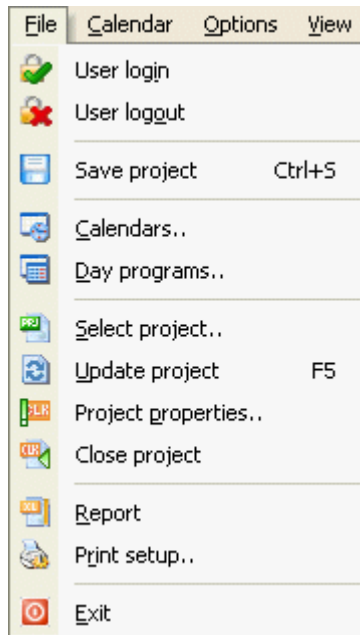 File Calendar Options View
User login
User logout
Save project Ctrl+S
Calendars..
Day programs..
Select project..
Update project F5
Project properties..
Close project
Report
Print setup..
Exit